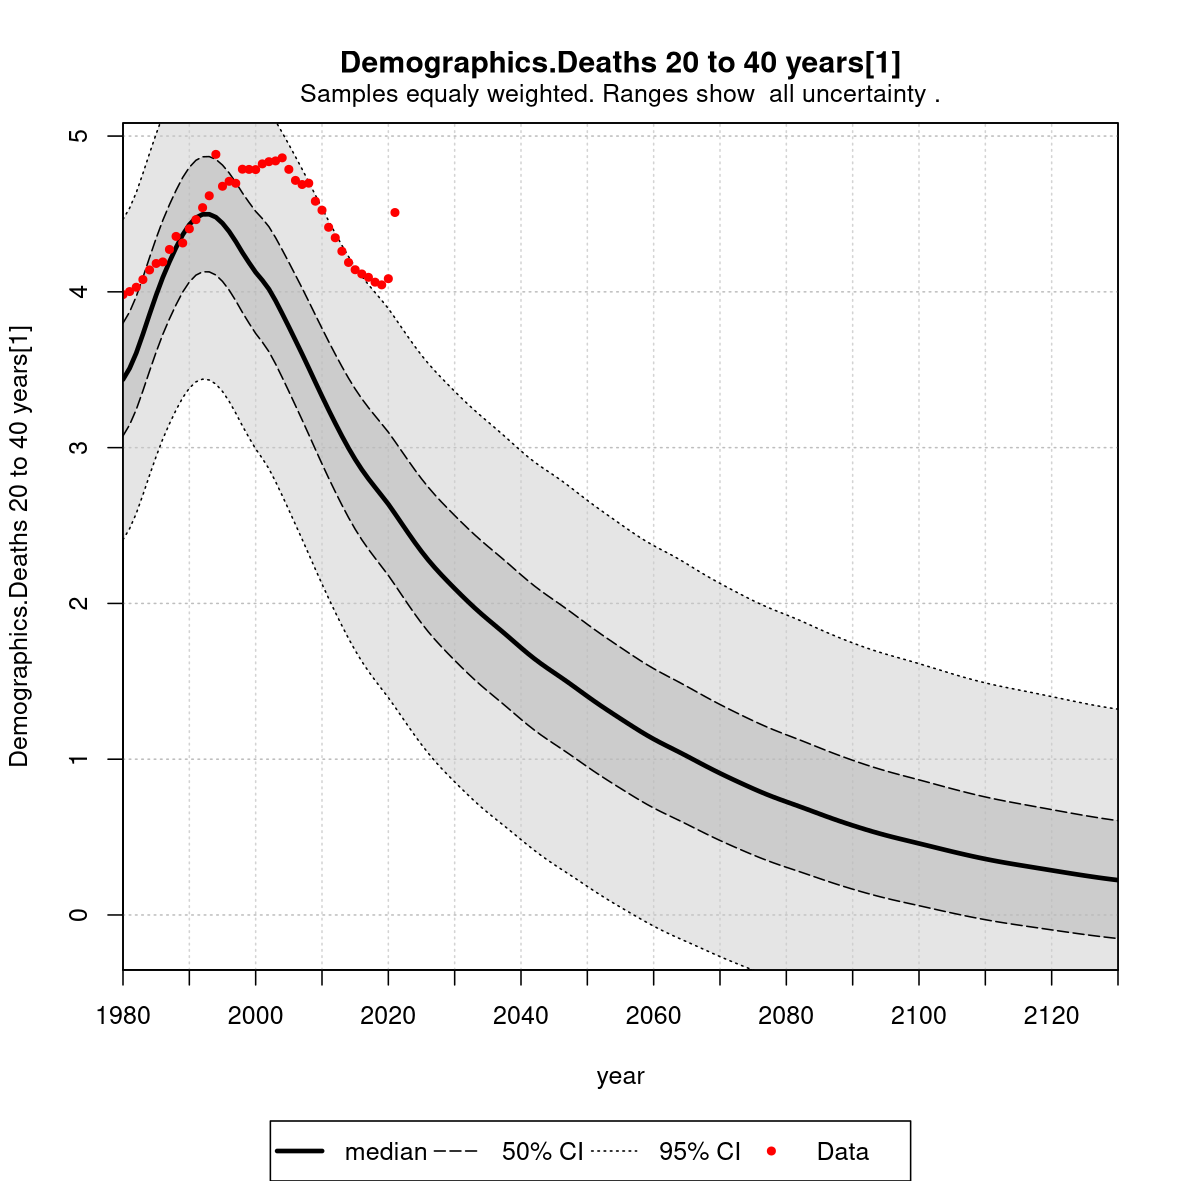 Demographics.Deaths 20 to 40 years[1]
Samples equaly weighted. Ranges show  all uncertainty .
Demographics.Deaths 20 to 40 years[1]
5
4
3
2
1
0
1980 2000 2020 2040 2060 2080 2100 2120
year
median 50% CI 95% CI Data